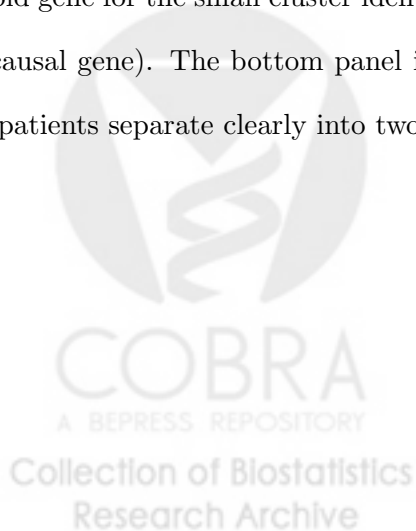 old gene for the small cluster iden
causal gene). The bottom panel i
patients separate clearly into two
COBRA
A BEPRESS REPOSITORY
Collection of Biostatistics
Research Archive